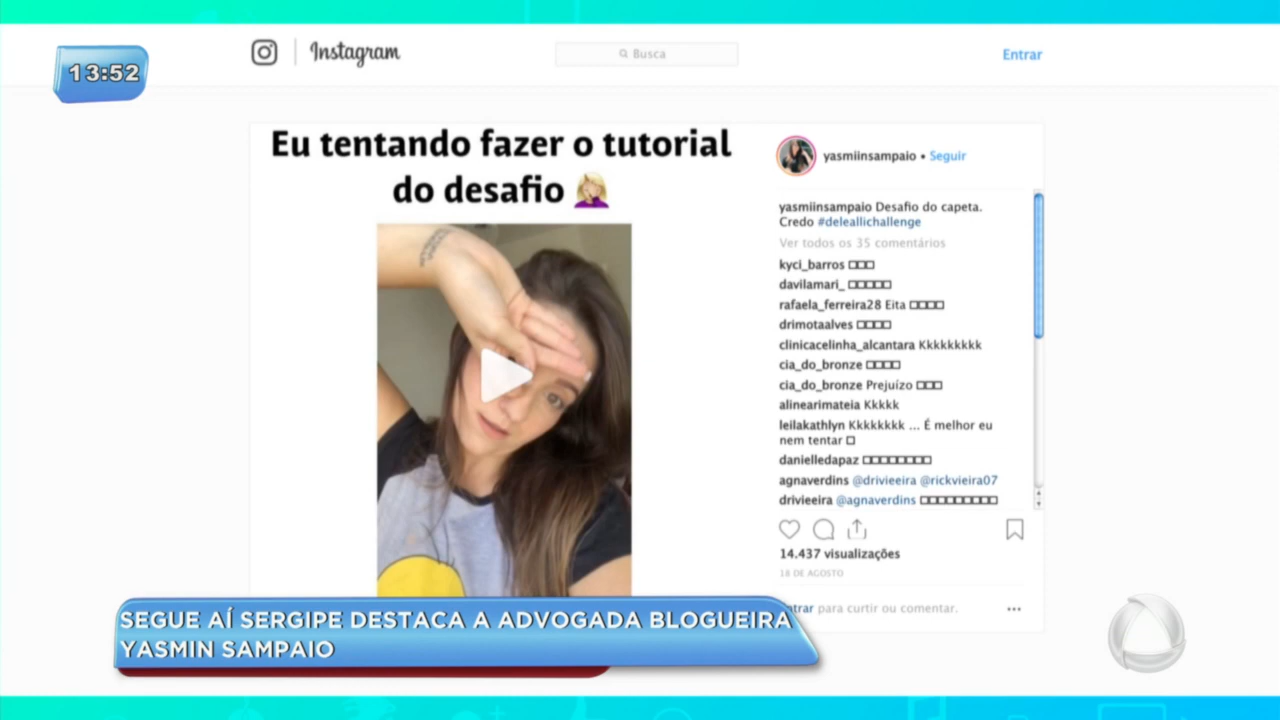 13:52
Instagram
Busca
Entrar
Eu tentando fazer o tutorial
do desafio
yasmiinsampaio • Seguir
yasmiinsampaio Desafio do capeta.
Credo #deleallichallenge
Ver todos os 35 comentários
kyci_barros
davilamari_
rafaela_ferreira28 Eita
drimotaalves
clinicacelinha_alcantara Kkkkkkkkk
cia_do_bronze
cia_do_bronze Prejuízo
alinearimateia Kkkkk
leilakathlyn Kkkkkkkk ... É melhor eu
nem tentar
danielledapaz
agnaverdins @drivieeira @rickvieira07
drivieeira @agnaverdins
14.437 visualizações
18 DE AGOSTO
para curtir ou comentar.
SEGUE AÍ SERGIPE DESTACA A ADVOGADA BLOGUEIRA
YASMIN SAMPAIO